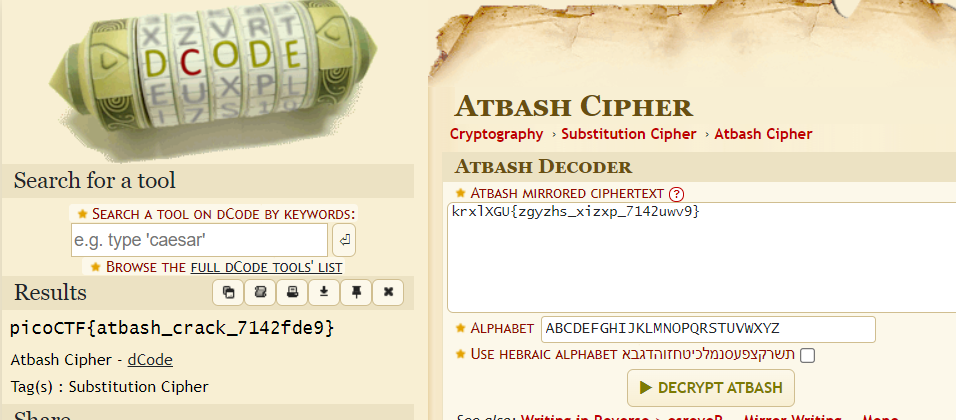 X Z V R T
D C O D E
E U X P L
Search for a tool
★ Search a tool on dCode by keywords:
e.g. type 'caesar'
★ Browse the full dCode tools' list
Results
picoCTF{atbash_crack_7142fde9}
Atbash Cipher - dCode
Tag(s) : Substitution Cipher
Share
Atbash Cipher
Cryptography › Substitution Cipher › Atbash Cipher
Atbash Decoder
★ Atbash mirrored ciphertext ?
krxlXGU{zgyzhs_xizxp_7142uwv9}
★ Alphabet ABCDEFGHIJKLMNOPQRSTUVWXYZ
★ Use hebraic alphabet תשרקצפעסנמלכיטחזוהדגבא
▶ DECRYPT ATBASH
See also: Writing in Reverse › esreveR – Mirror Writing –